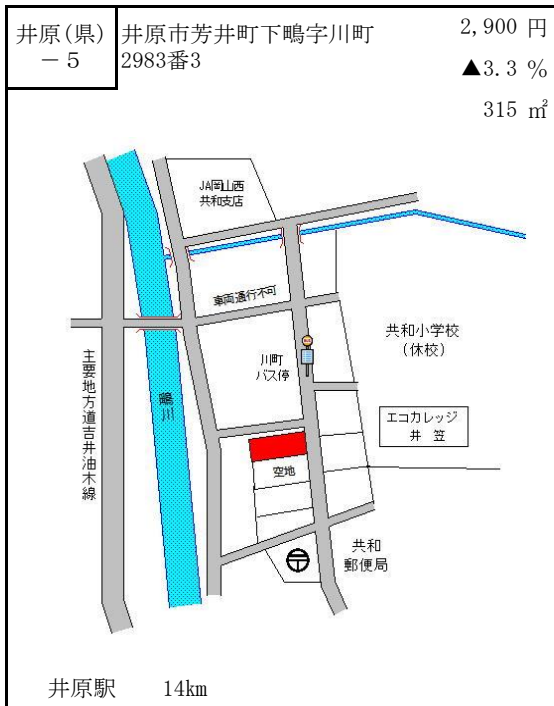 井原(県)
－5
井原市芳井町下鴫字川町
2983番3
2,900 円
▲3.3 %
315 ㎡
JA岡山西
共和支店
車両通行不可
川町
バス停
共和小学校
(休校)
主要地方道吉井油木線
鴫川
エコカレッジ
井 笠
空地
共和
郵便局
井原駅 14km